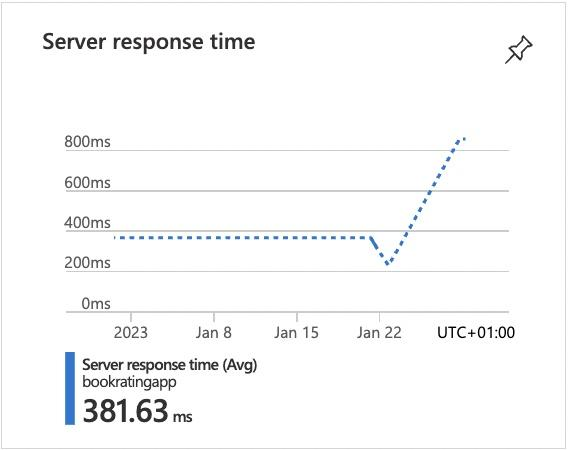 Server response time
800ms
600ms
400ms
200ms
0ms
2023 Jan 8 Jan 15 Jan 22 UTC+01:00
Server response time (Avg)
bookratingapp
381.63 ms